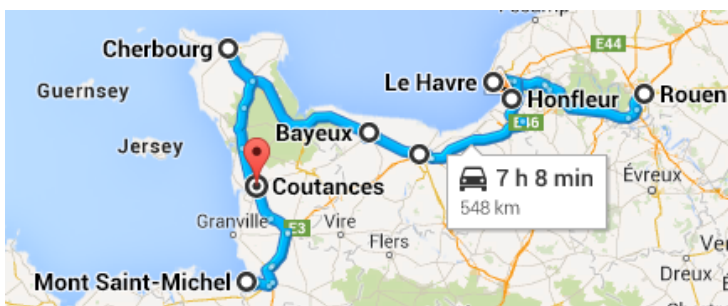 Cherbourg
E44
Guernsey
Le Havre
Honfleur
Rouen
E46
Jersey
Bayeux
7 h 8 min
548 km
Évreux
Coutances
Granville
E3
Vire
Flers
Mont Saint-Michel
Dreux